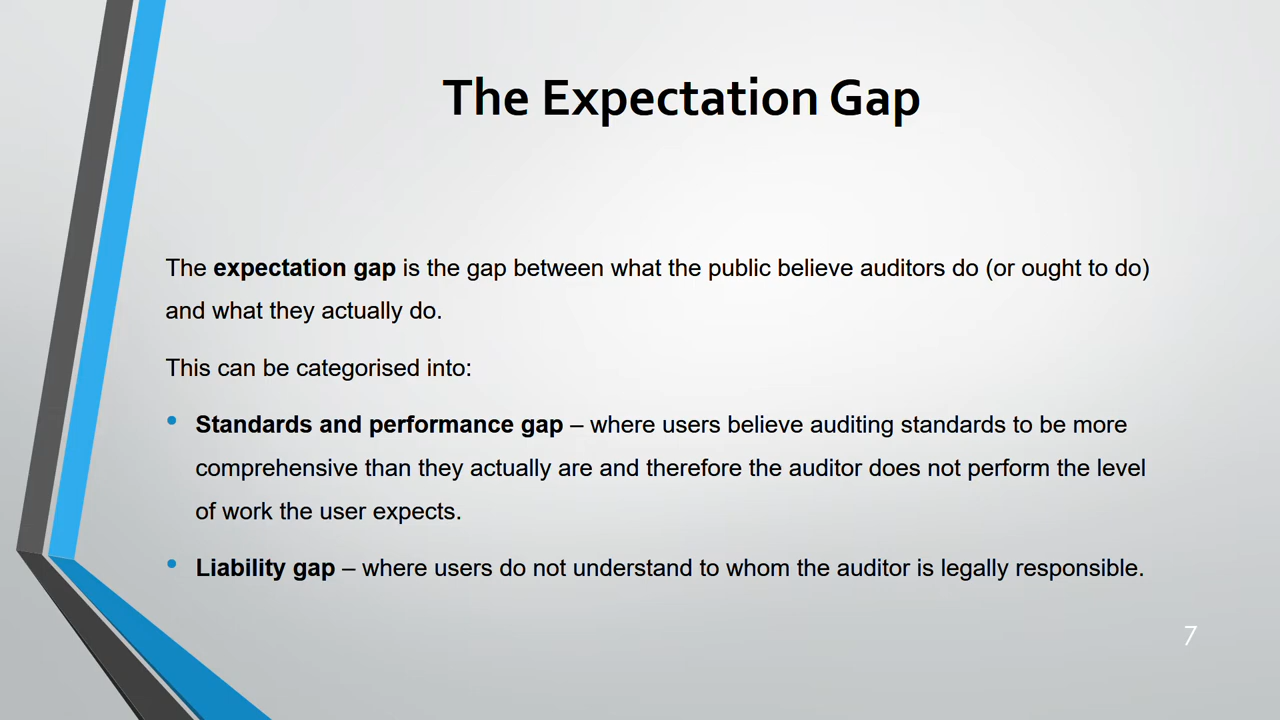 The Expectation Gap
The expectation gap is the gap between what the public believe auditors do (or ought to do)
and what they actually do.
This can be categorised into:
• Standards and performance gap – where users believe auditing standards to be more
comprehensive than they actually are and therefore the auditor does not perform the level
of work the user expects.
• Liability gap – where users do not understand to whom the auditor is legally responsible.
7